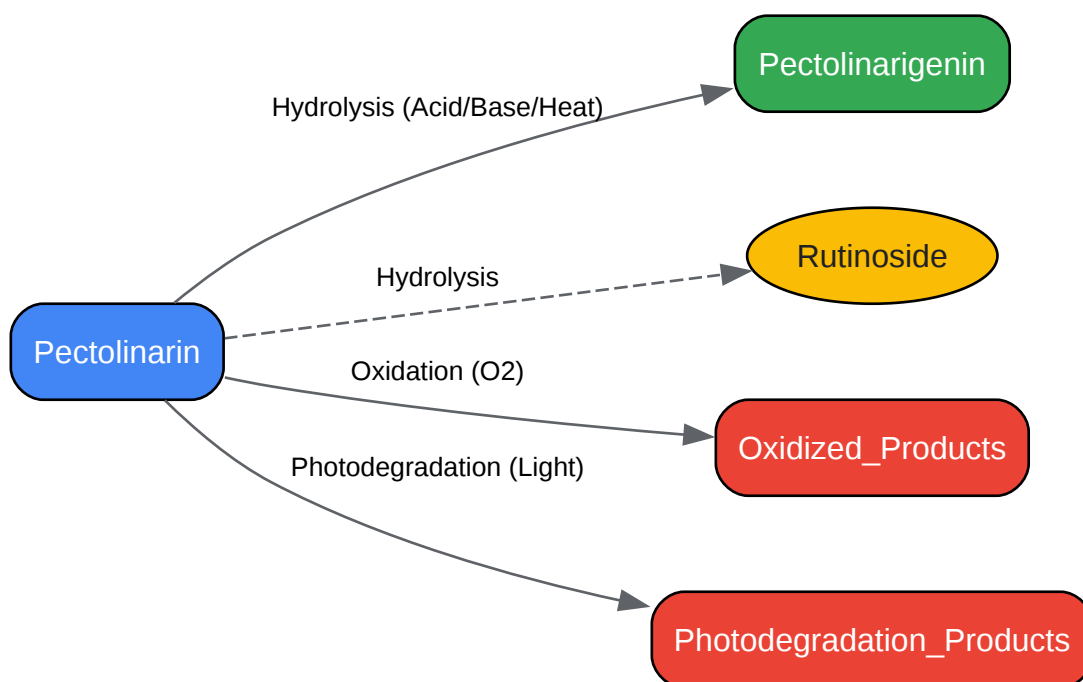 Pectolinarigenin
Hydrolysis (Acid/Base/Heat)
Rutinoside
Hydrolysis
Pectolinarin
Oxidation (O2)
Oxidized_Products
Photodegradation (Light)
Photodegradation_Products